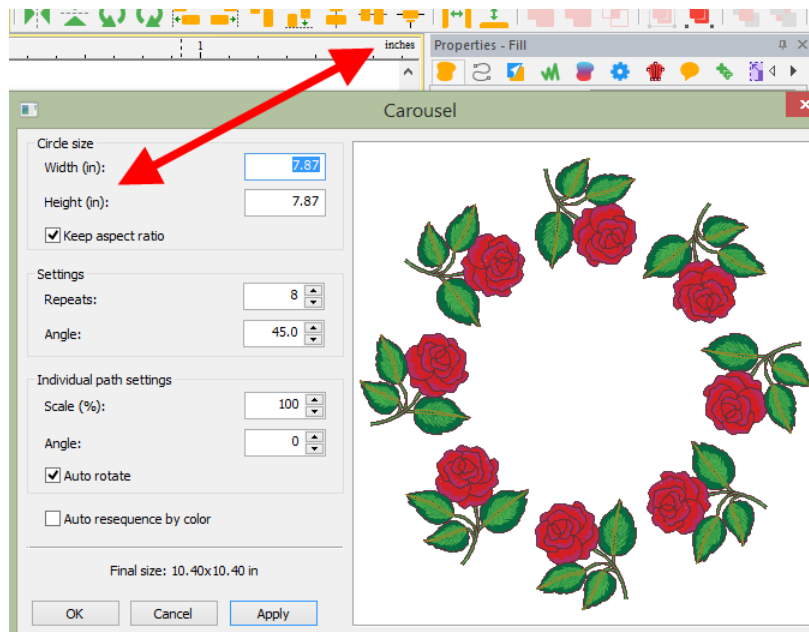 1
inches
Properties - Fill
Carousel
Circle size
Width (in): 7.87
Height (in): 7.87
Keep aspect ratio
Settings
Repeats: 8
Angle: 45.0
Individual path settings
Scale (%): 100
Angle: 0
Auto rotate
Auto resequence by color
Final size: 10.40x10.40 in
OK Cancel Apply